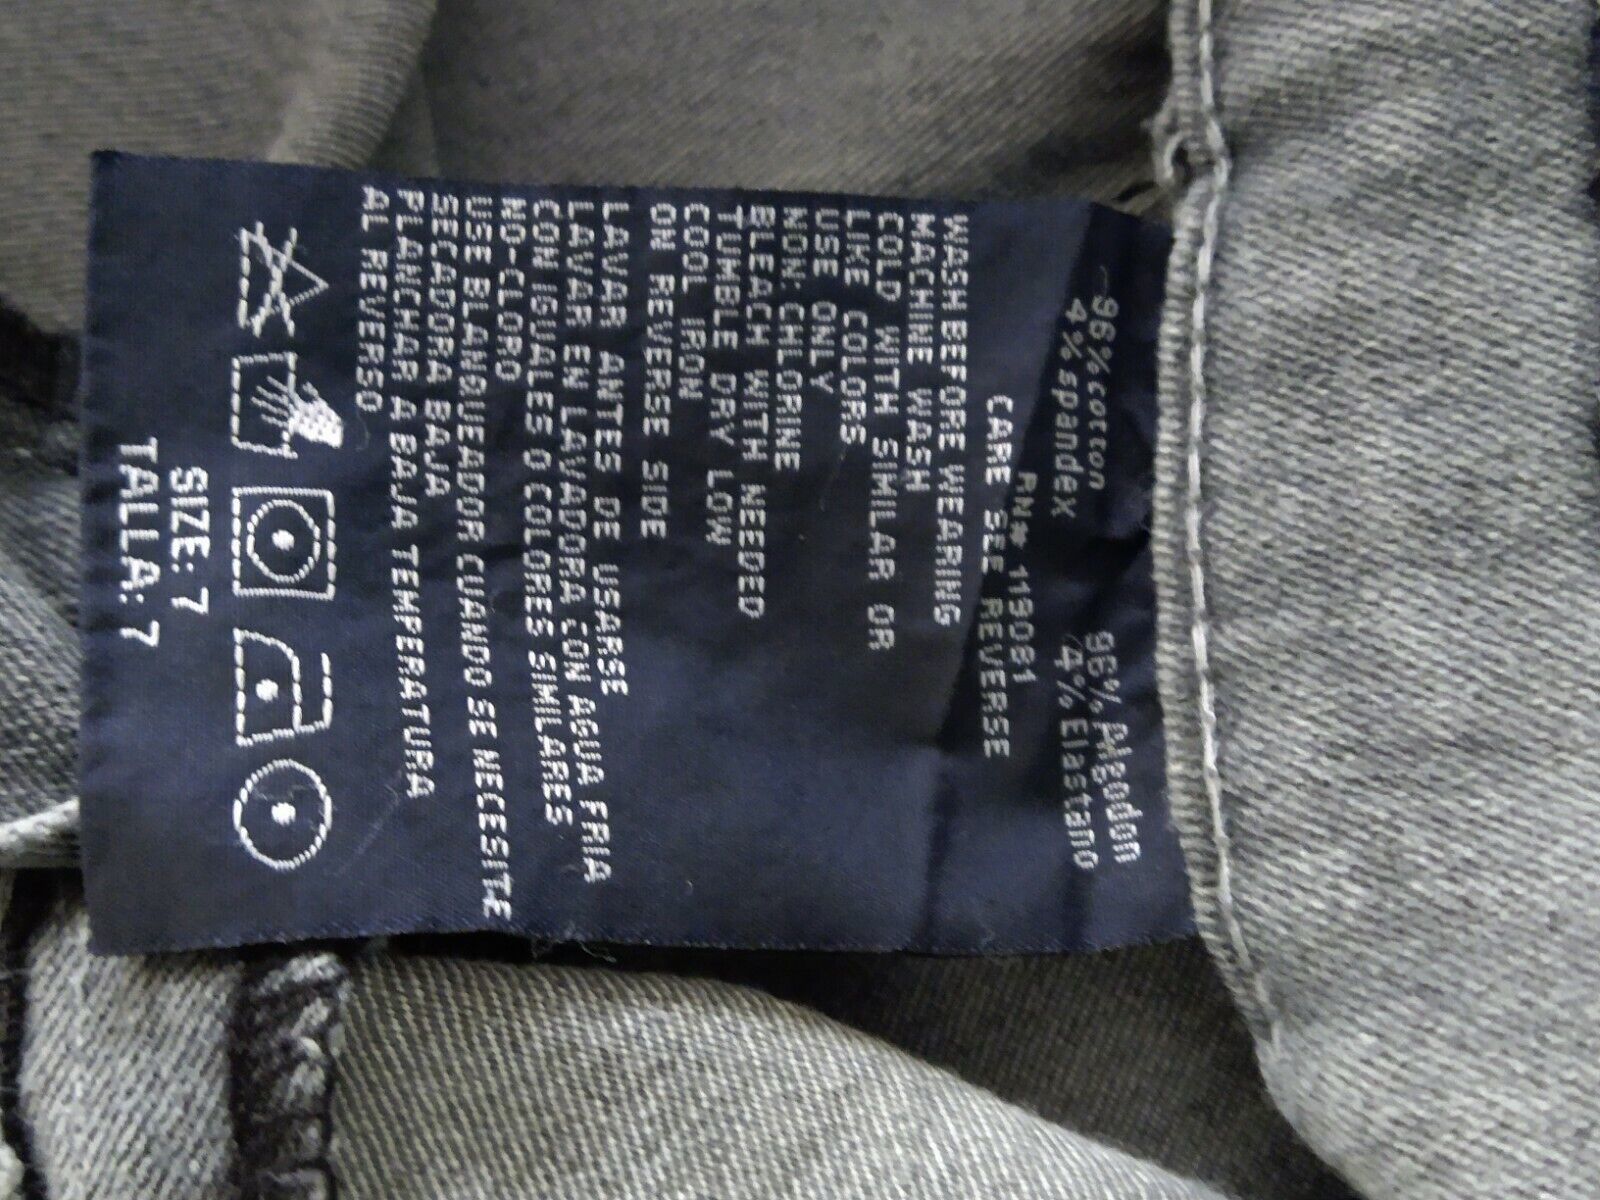 96%cotton 96% Algodon
4%spandex 4% Elastano
RN# 119081
CARE SEE REVERSE
WASH BEFORE WEARING
MACHINE WASH
COLD WITH SIMILAR OR
LIKE COLORS
USE ONLY
NON-CHLORINE
BLEACH WITH NEEDED
TUMBLE DRY LOW
COOL IRON
ON REVERSE SIDE
LAVAR ANTES DE USARSE
LAVAR EN LAVADORA CON AGUA FRIA
CON IGUALES O COLORES SIMILARES
NO-CLORO
USE BLANQUEADOR CUANDO SE NECESITE
SECADORA BAJA
PLANCHAR A BAJA TEMPERATURA
AL REVERSO
SIZE: 7
TALLA: 7